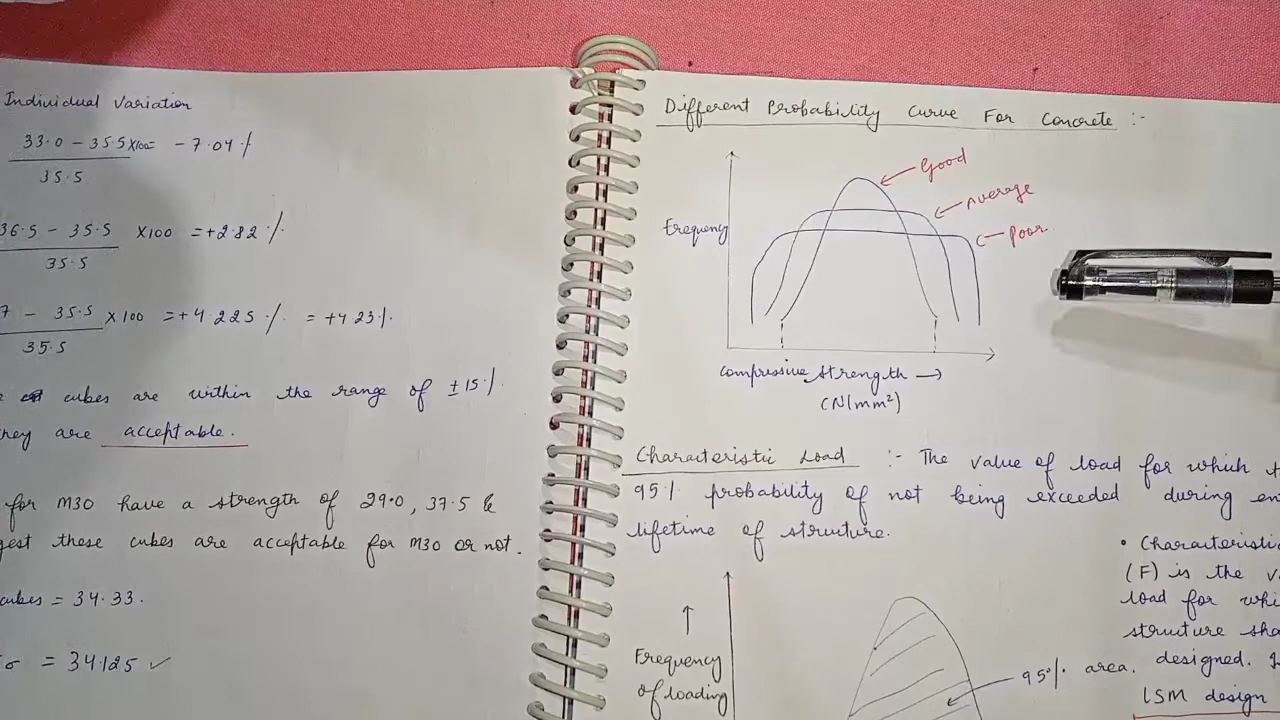 Individual Variation
33.0 - 35.5 x100= - 7.04 %
35.5
36.5 - 35.5 x100 = +2.82 %.
35.5
7 - 35.5 x100 = +4.225 %. = +4.23%.
35.5
cubes are within the range of ±15%.
they are acceptable.
for M30 have a strength of 29.0, 37.5 &
these cubes are acceptable for M30 or not.
cubes = 34.33.
σ = 34.125 ✓
Different Probability Curve For Concrete :-
Good
Average
Poor
Frequency
Compressive Strength →
(N/mm²)
Characteristic Load :- The value of load for which
95% probability of not being exceeded during
lifetime of structure.
• Characteristic
(F) is the
load for
structure
designed.
LSM design
↑
Frequency
of loading
95% area.